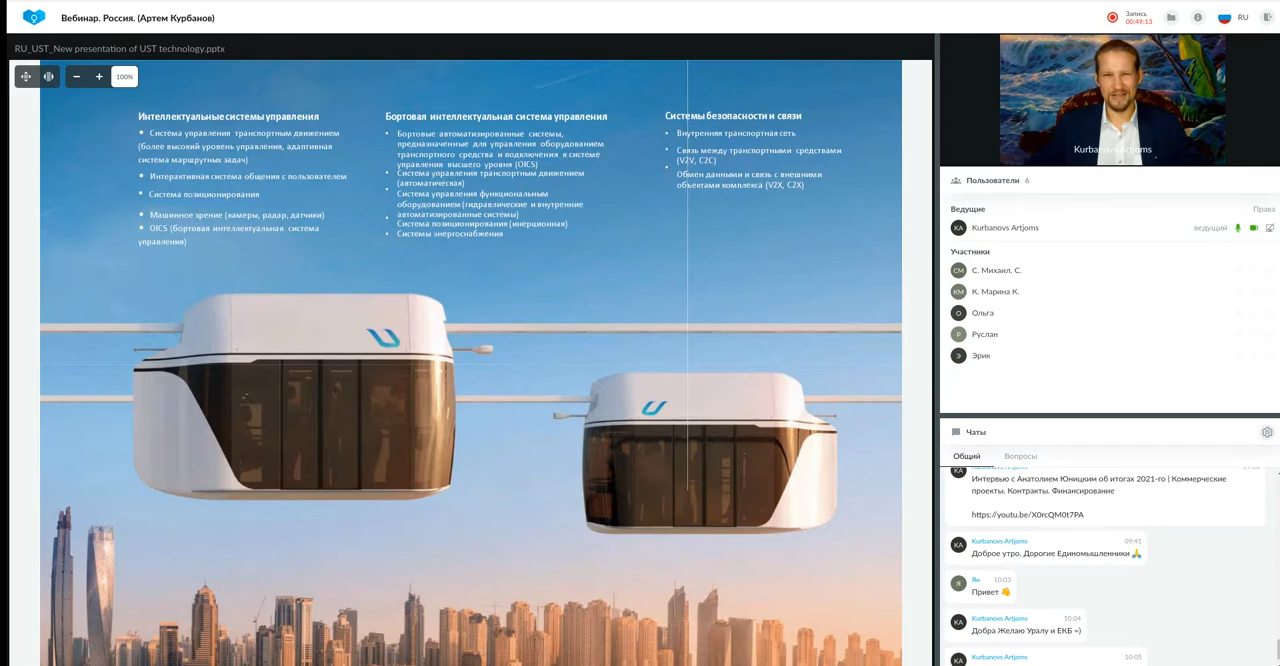 Вебинар. Россия. (Артем Курбанов)
Запись
00:49:13
RU
RU_UST_New presentation of UST technology.pptx
100%
Интеллектуальные системы управления
• Система управления транспортным движением
(более высокий уровень управления, адаптивная
система маршрутных задач)
• Интерактивная система общения с пользователем
• Система позиционирования
• Машинное зрение (камеры, радар, датчики)
• OICS (бортовая интеллектуальная система
управления)
Бортовая интеллектуальная система управления
• Бортовые автоматизированные системы,
предназначенные для управления оборудованием
транспортного средства и подключения к системе
управления высшего уровня (OICS)
• Система управления транспортным движением
(автоматическая)
• Система управления функциональным
оборудованием (гидравлические и внутренние
автоматизированные системы)
• Система позиционирования (инерционная)
• Системы энергоснабжения
Системы безопасности и связи
• Внутренняя транспортная сеть
• Связь между транспортными средствами
(V2V, C2C)
• Обмен данными и связь с внешними
объектами комплекса (V2X, C2X)
Kurbanovs Artjoms
Пользователи 6
Ведущие
Права
KA Kurbanovs Artjoms
ведущий
Участники
СМ С. Михаил. С.
КМ К. Марина К.
О Ольга
Р Руслан
Э Эрик
Чаты
Общий
Вопросы
KA
Интервью с Анатолием Юницким об итогах 2021-го | Коммерческие
проекты. Контракты. Финансирование
https://youtu.be/X0rcQM0t7PA
KA Kurbanovs Artjoms 09:41
Доброе утро, Дорогие Единомышленники 🙏
Я Ян 10:03
Привет 👋
KA Kurbanovs Artjoms 10:04
Добра Желаю Уралу и ЕКБ =)
KA Kurbanovs Artjoms 10:05